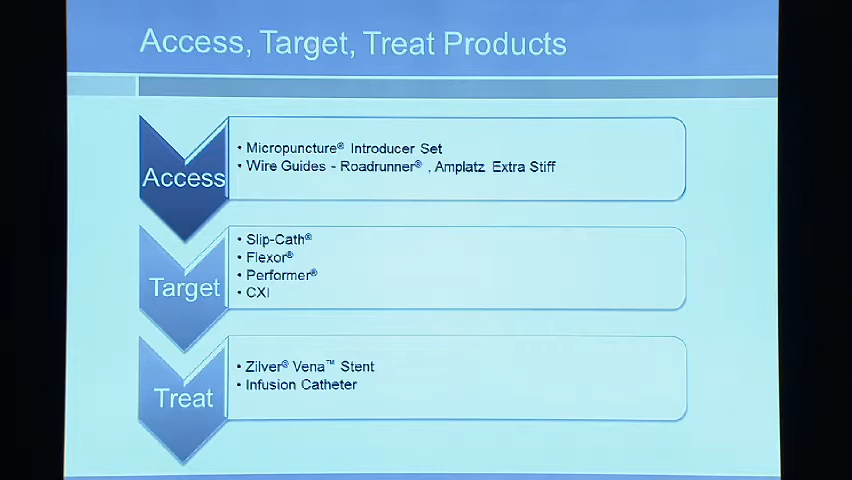 Access, Target, Treat Products
Access
• Micropuncture® Introducer Set
• Wire Guides - Roadrunner® , Amplatz Extra Stiff
Target
• Slip-Cath®
• Flexor®
• Performer®
• CXI
Treat
• Zilver® Vena™ Stent
• Infusion Catheter